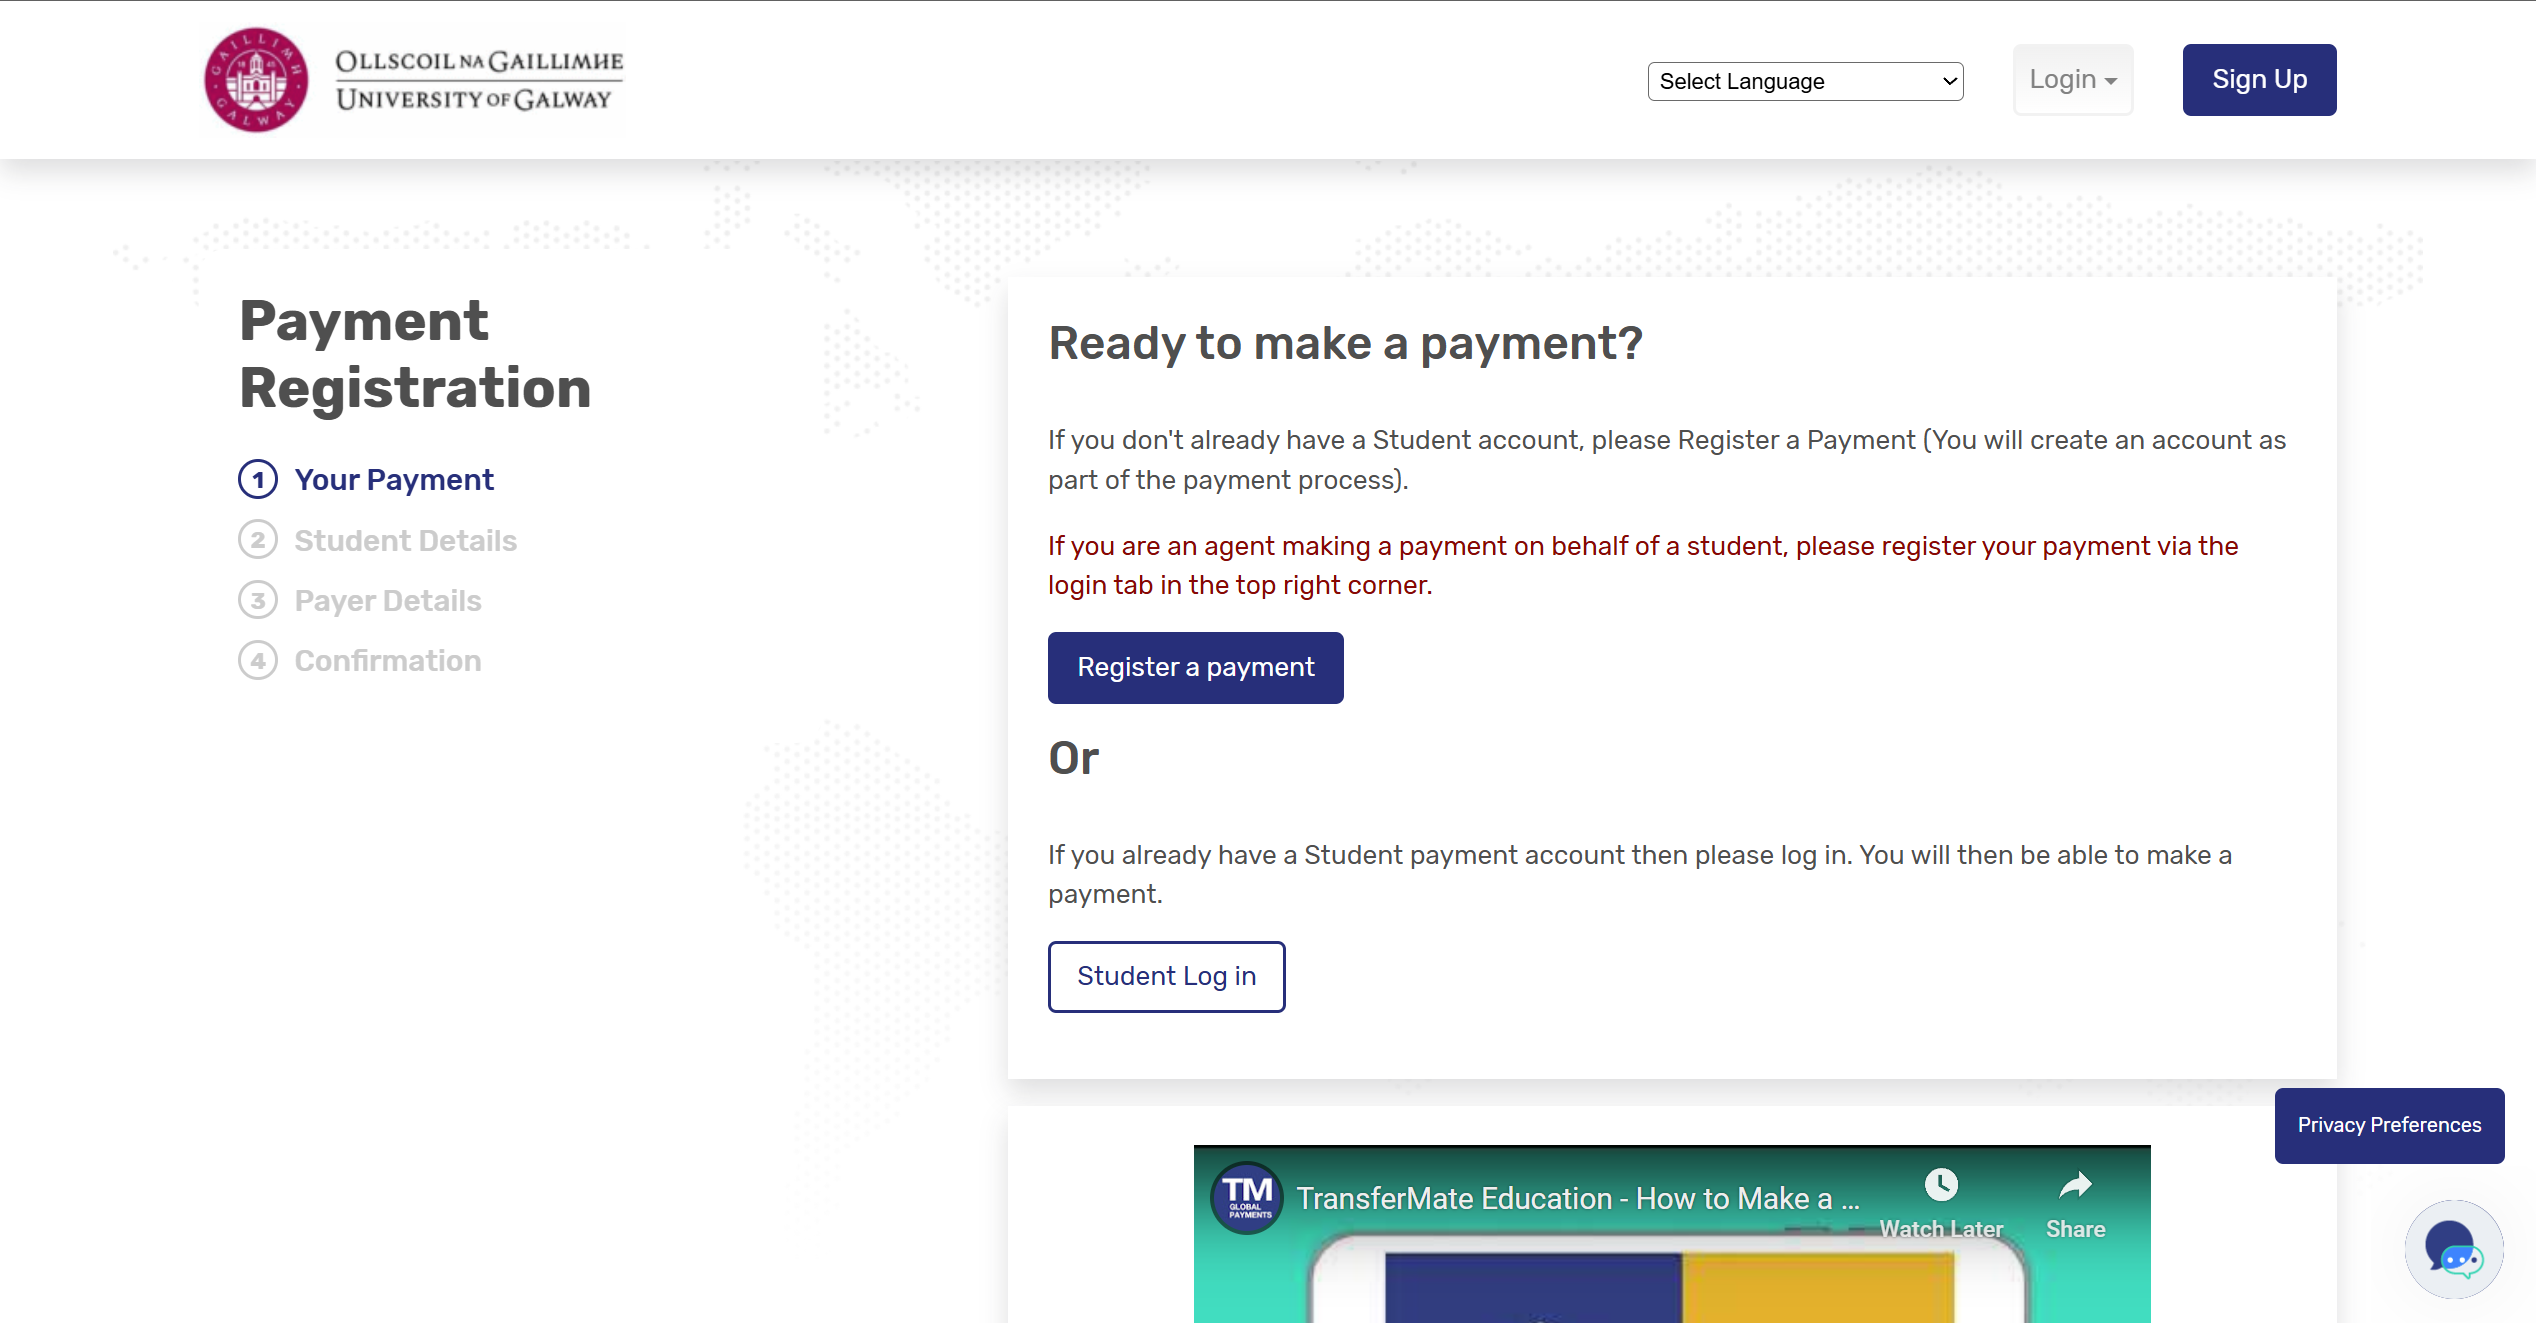 GAILLIMH
1845
GALWAY
OLLSCOIL NA GAILLIMHE
UNIVERSITY OF GALWAY
Select Language
Login
Sign Up
Payment
Registration
1 Your Payment
2 Student Details
3 Payer Details
4 Confirmation
Ready to make a payment?
If you don't already have a Student account, please Register a Payment (You will create an account as
part of the payment process).
If you are an agent making a payment on behalf of a student, please register your payment via the
login tab in the top right corner.
Register a payment
Or
If you already have a Student payment account then please log in. You will then be able to make a
payment.
Student Log in
Privacy Preferences
TM
GLOBAL
PAYMENTS
TransferMate Education - How to Make a ...
Watch Later
Share